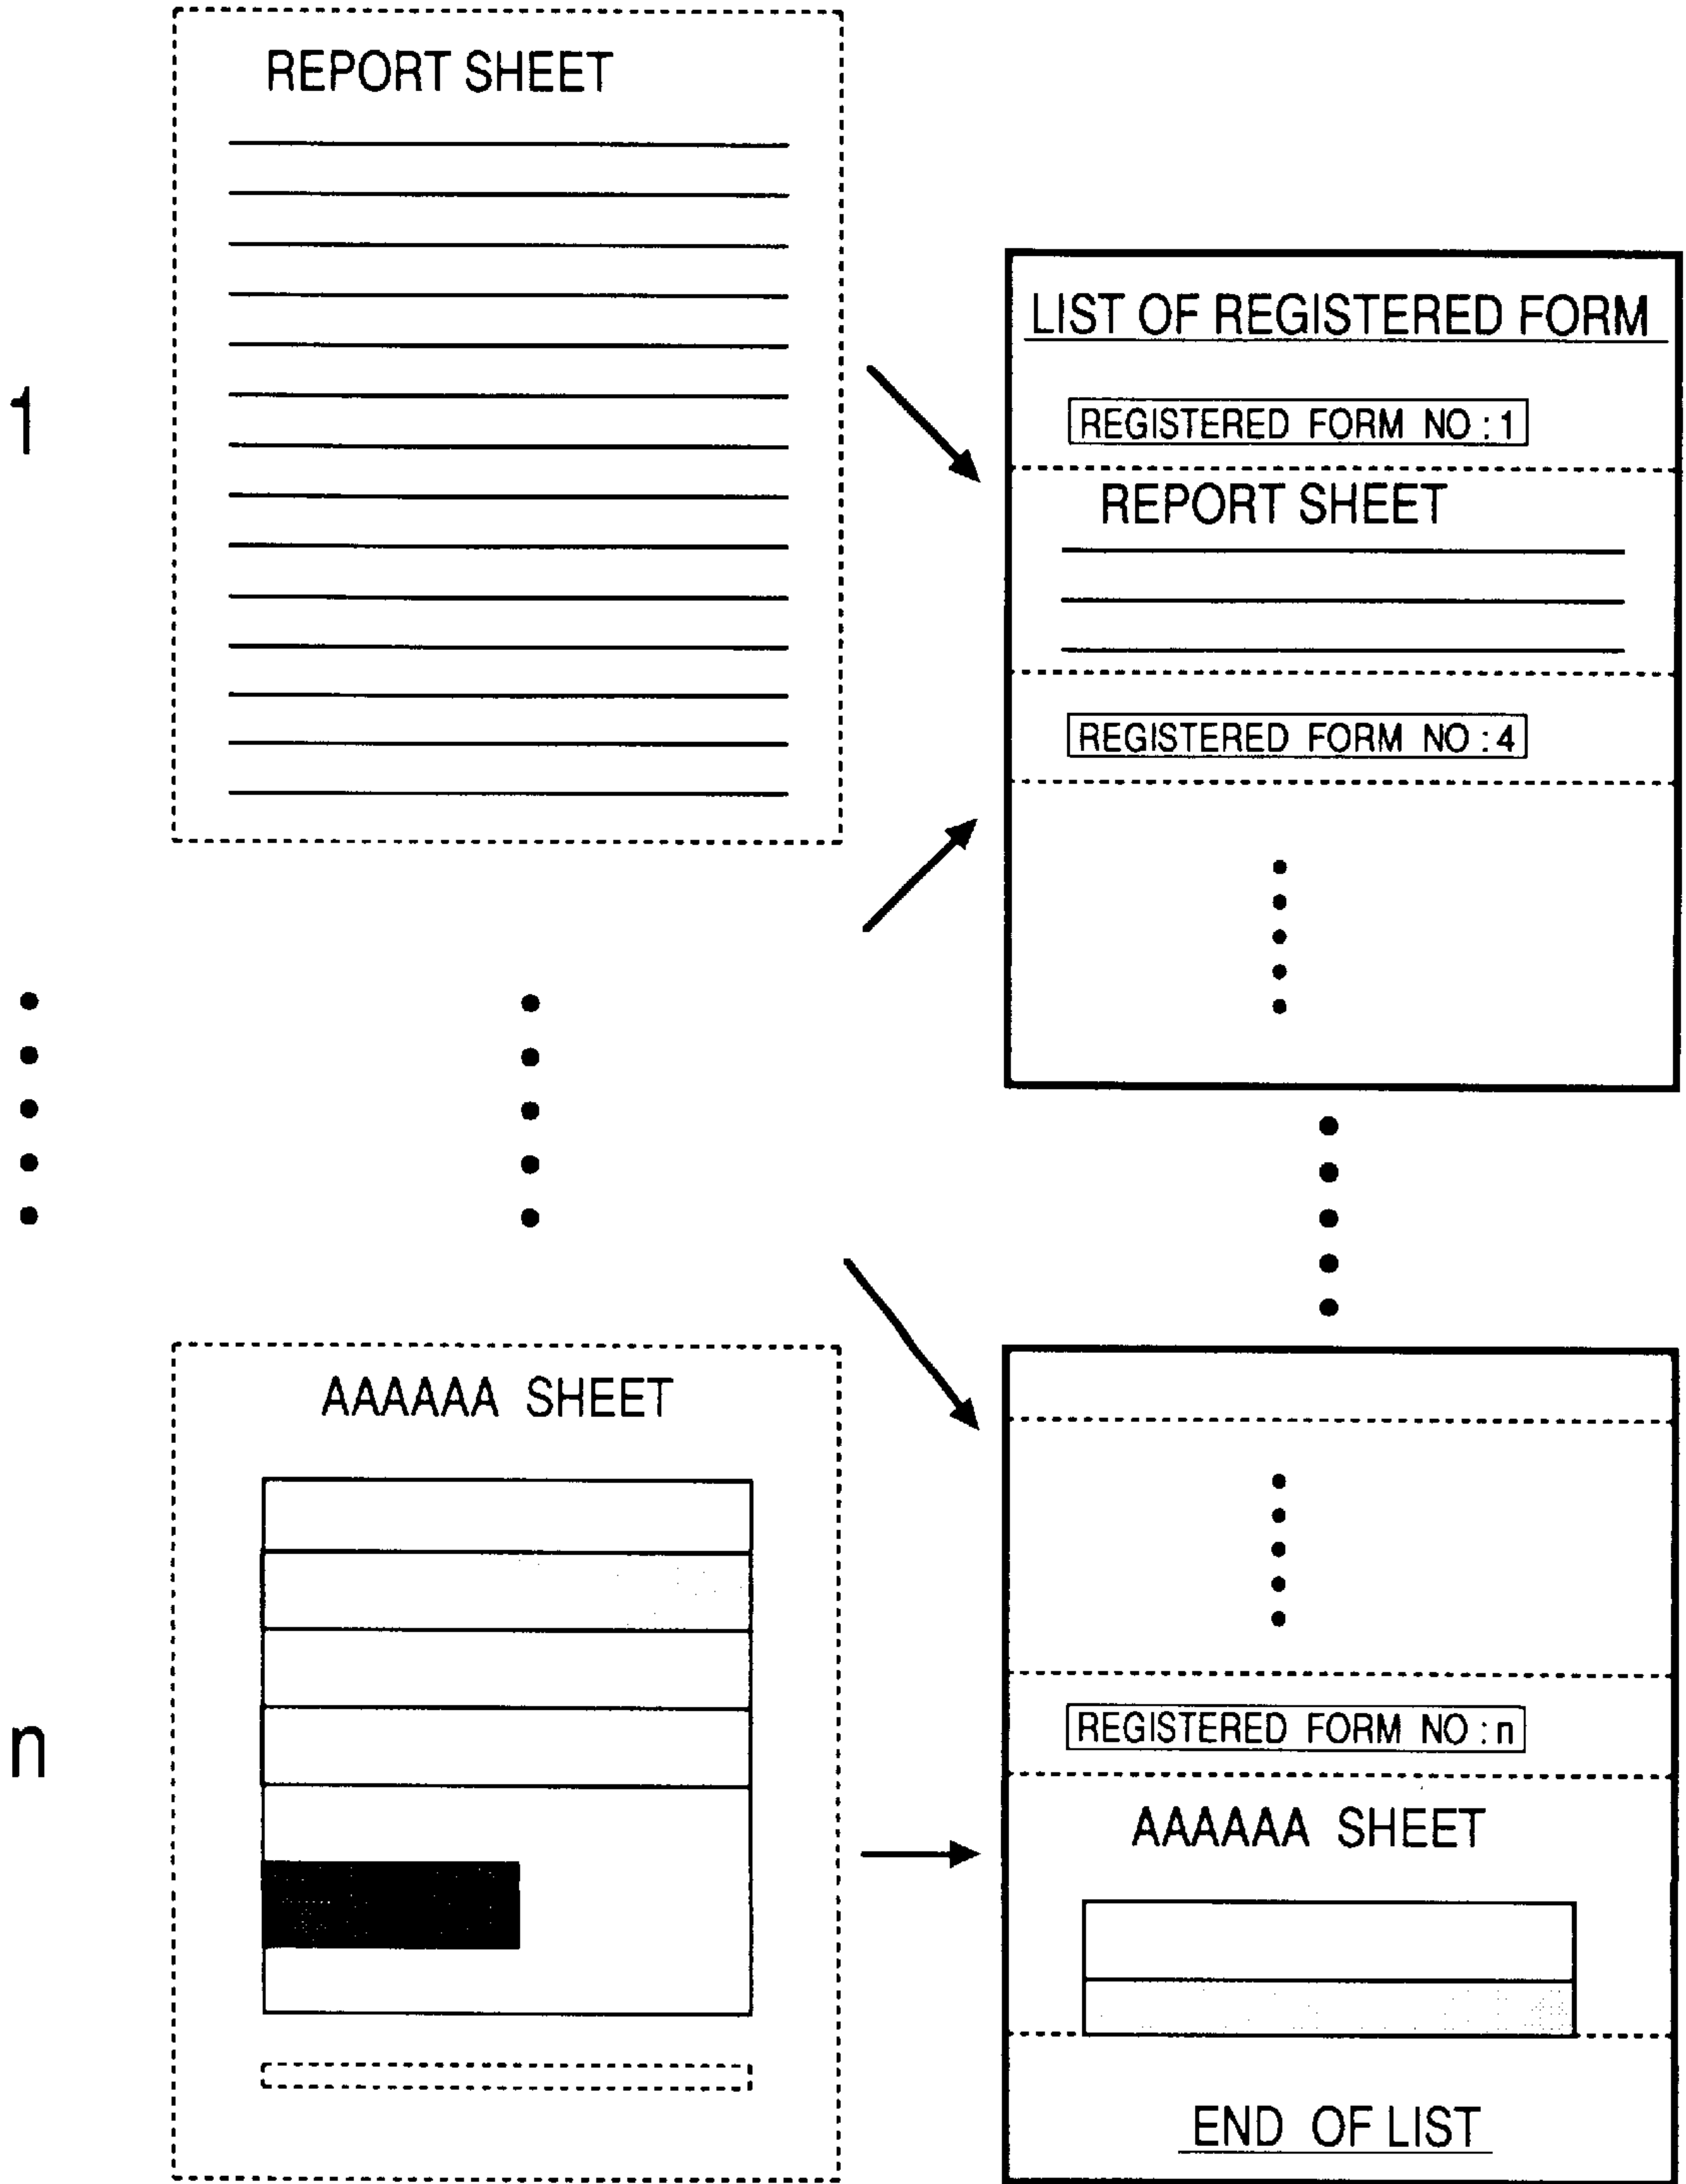 REPORT SHEET
1
LIST OF REGISTERED FORM
REGISTERED FORM NO : 1
REPORT SHEET
REGISTERED FORM NO : 4
n
AAAAAA SHEET
REGISTERED FORM NO : n
AAAAAA SHEET
END OF LIST